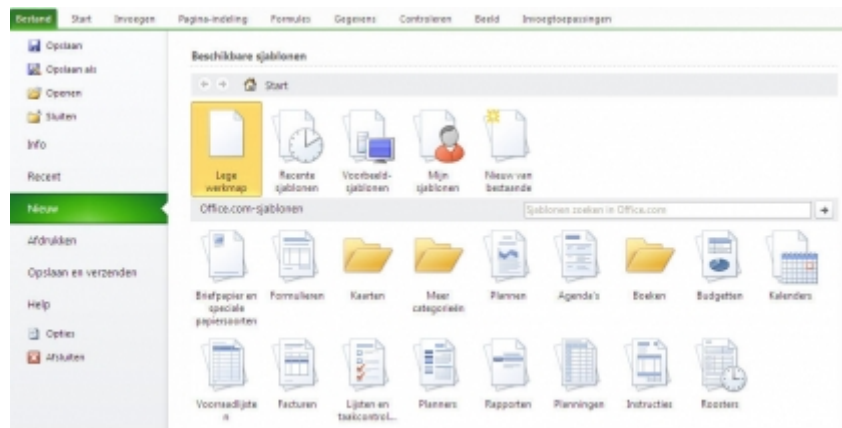 Bestand Start Invoegen Pagina-indeling Formules Gegevens Controleren Beeld Invoegtoepassingen
Opslaan
Opslaan als
Openen
Sluiten
Info
Recent
Nieuw
Afdrukken
Opslaan en verzenden
Help
Opties
Afsluiten
Beschikbare sjablonen
Start
Lege werkmap
Recente sjablonen
Voorbeeld-sjablonen
Mijn sjablonen
Nieuw van bestaande
Office.com-sjablonen
Sjablonen zoeken in Office.com
Briefpapier en speciale papiersoorten
Formulieren
Kaarten
Meer categorieën
Plannen
Agenda's
Boeken
Budgetten
Kalenders
Voorraadlijsten
Facturen
Lijsten en taakcontrol...
Planners
Rapporten
Planningen
Instructies
Roosters